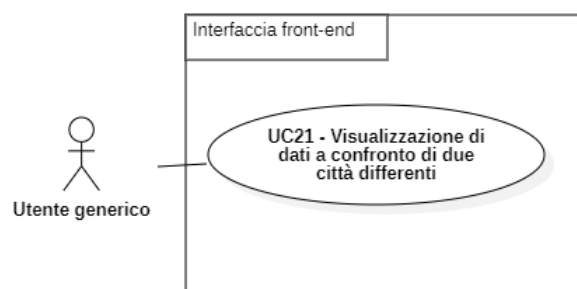 Interfaccia front-end
UC21 - Visualizzazione di
dati a confronto di due
città differenti
Utente generico